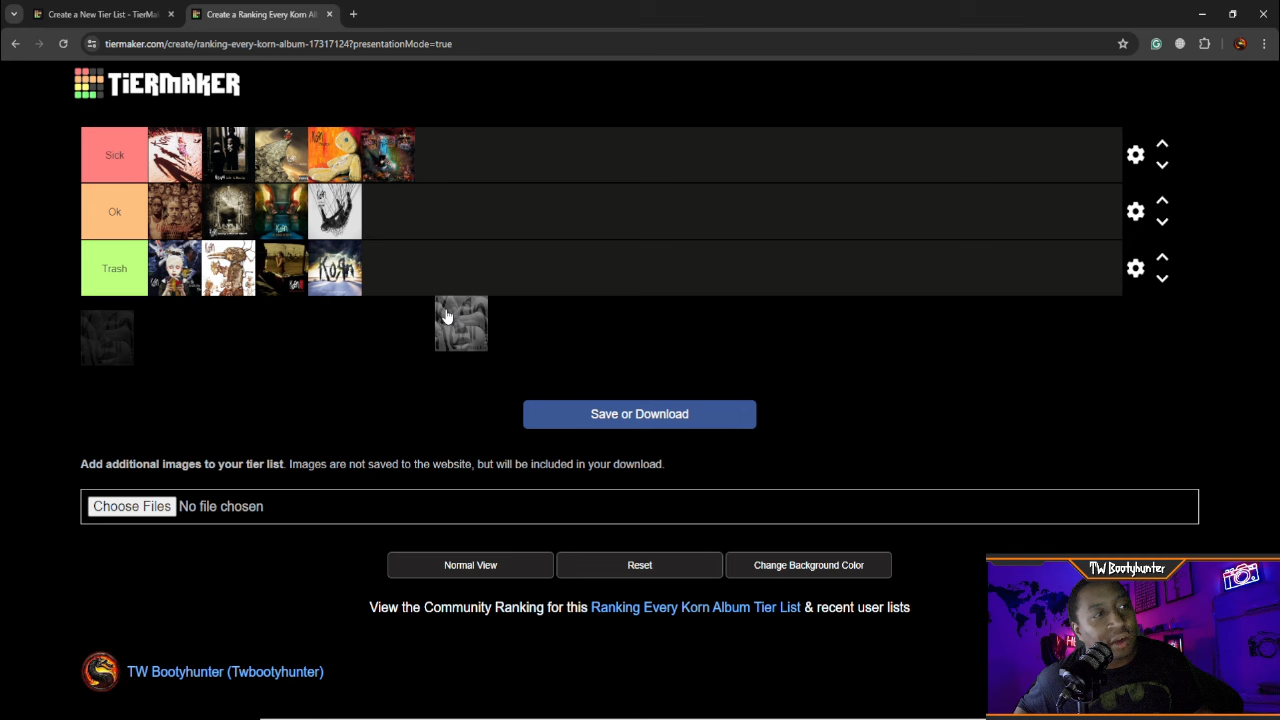 Create a New Tier List - TierMa
Create a Ranking Every Korn Al
tiermaker.com/create/ranking-every-korn-album-17317124?presentationMode=true
TiERMAKER
Sick
Ok
Trash
KoRn
Save or Download
Add additional images to your tier list. Images are not saved to the website, but will be included in your download.
Choose Files No file chosen
Normal View
Reset
Change Background Color
TW Bootyhunter
View the Community Ranking for this Ranking Every Korn Album Tier List & recent user lists
TW Bootyhunter (Twbootyhunter)